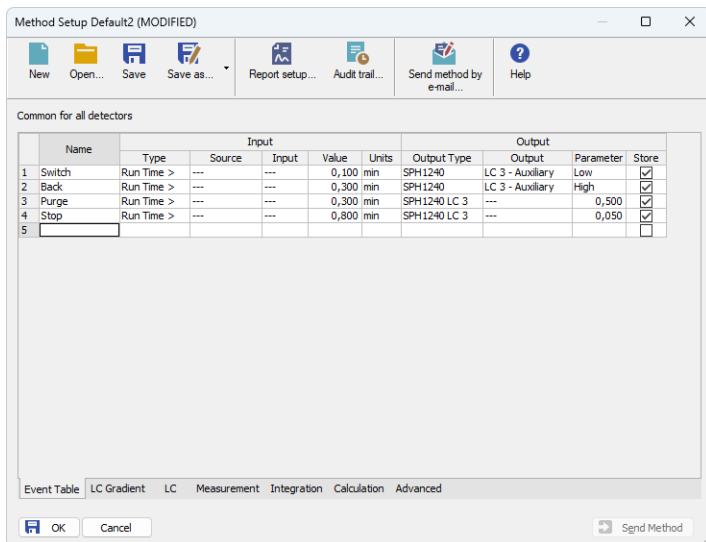 Method Setup Default2 (MODIFIED)
New Open... Save Save as... Report setup... Audit trail... Send method by e-mail... Help
Common for all detectors
Name Input Output
Type Source Input Value Units Output Type Output Parameter Store
1 Switch Run Time > --- --- 0,100 min SPH1240 LC 3 - Auxiliary Low
2 Back Run Time > --- --- 0,300 min SPH1240 LC 3 - Auxiliary High
3 Purge Run Time > --- --- 0,300 min SPH1240 LC 3 --- 0,500
4 Stop Run Time > --- --- 0,800 min SPH1240 LC 3 --- 0,050
5
Event Table LC Gradient LC Measurement Integration Calculation Advanced
OK Cancel Send Method